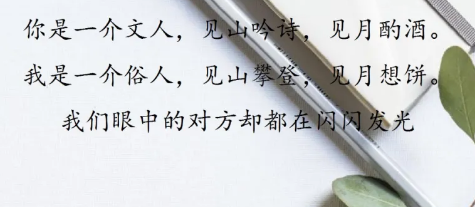 你是一介文人，见山吟诗，见月酌酒。
我是一介俗人，见山攀登，见月想饼。
我们眼中的对方却都在闪闪发光